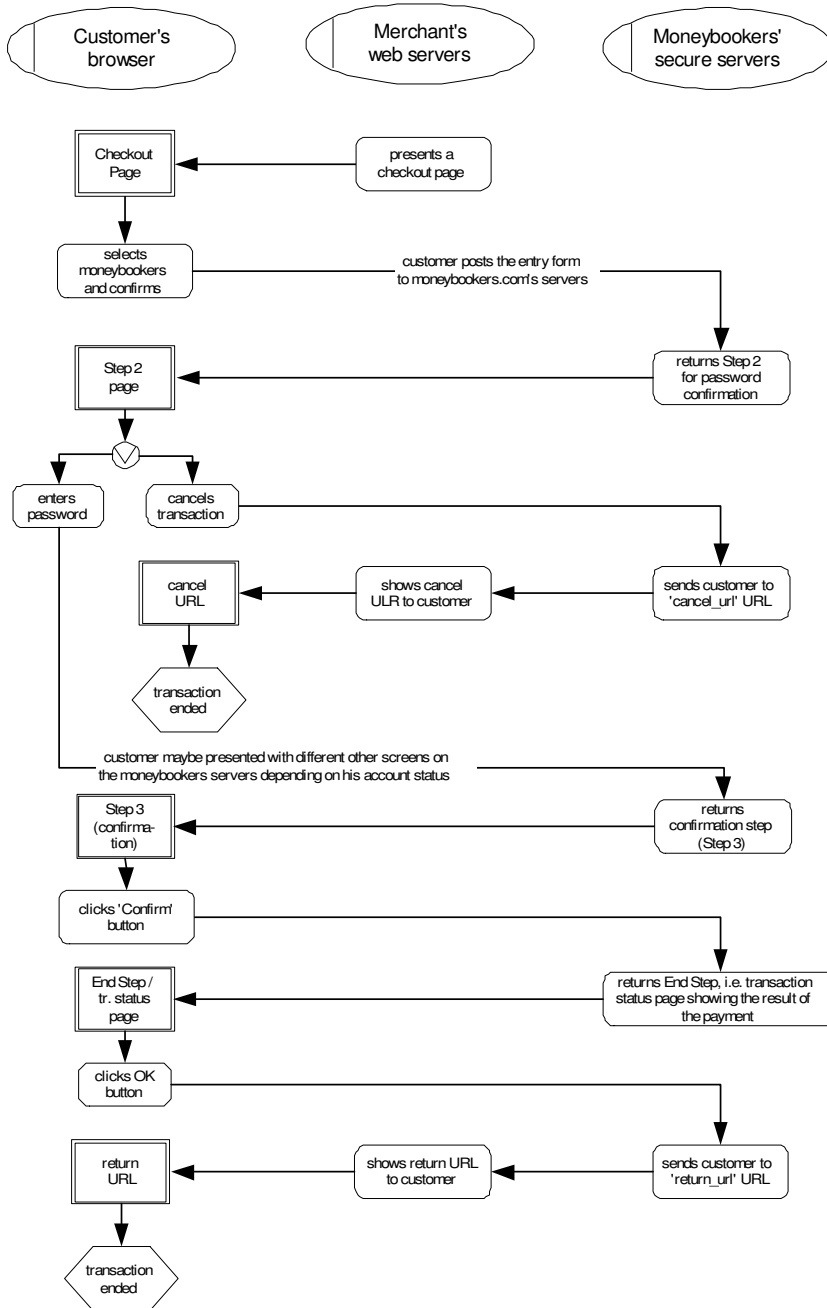 Customer's
browser
Merchant's
web servers
Moneybookers'
secure servers
Checkout
Page
presents a
checkout page
selects
moneybookers
and confirms
customer posts the entry form
to moneybookers.com's servers
Step 2
page
returns Step 2
for password
confirmation
enters
password
cancels
transaction
cancel
URL
shows cancel
ULR to customer
sends customer to
'cancel_url' URL
transaction
ended
customer maybe presented with different other screens on
the moneybookers servers depending on his account status
Step 3
(confirma-
tion)
returns
confirmation step
(Step 3)
clicks 'Confirm'
button
End Step /
tr. status
page
returns End Step, i.e. transaction
status page showing the result of
the payment
clicks OK
button
return
URL
shows return URL
to customer
sends customer to
'return_url' URL
transaction
ended